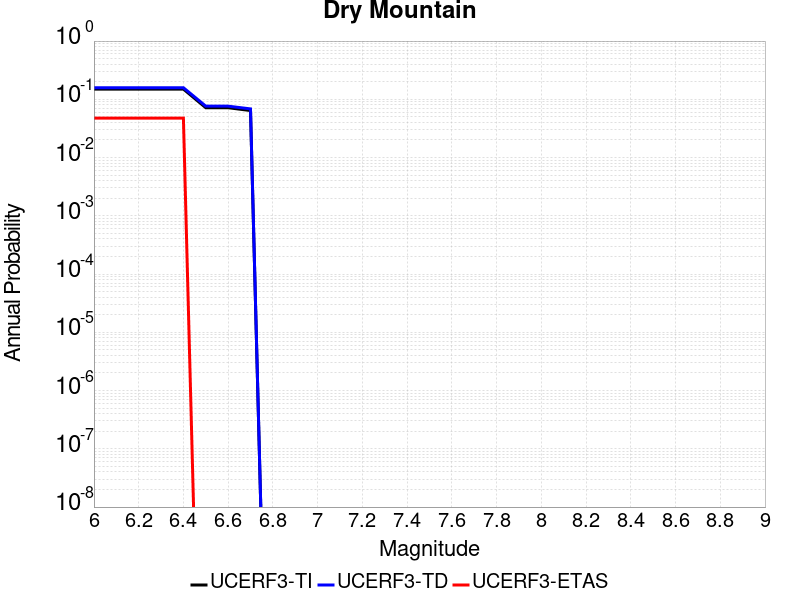 Dry Mountain
10^0
10^-1
10^-2
10^-3
10^-4
10^-5
10^-6
10^-7
10^-8
Annual Probability
6 6.2 6.4 6.6 6.8 7 7.2 7.4 7.6 7.8 8 8.2 8.4 8.6 8.8 9
Magnitude
UCERF3-TI UCERF3-TD UCERF3-ETAS